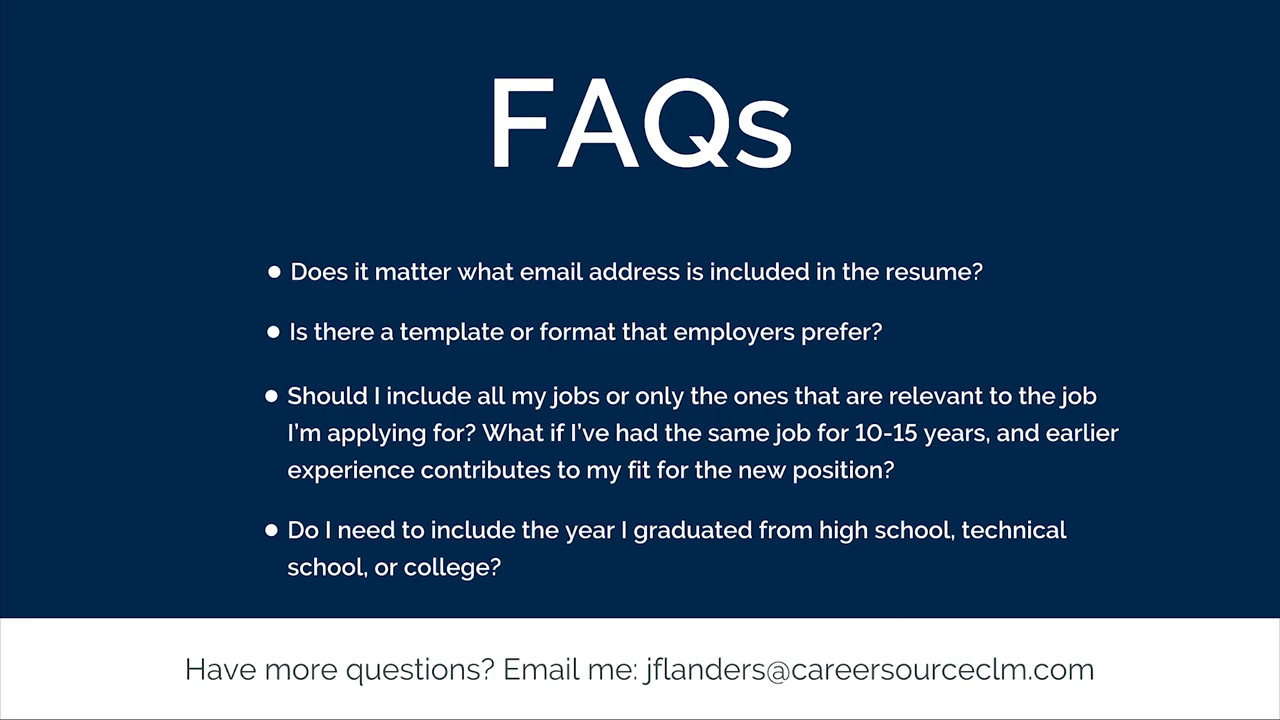 FAQs
● Does it matter what email address is included in the resume?
● Is there a template or format that employers prefer?
● Should I include all my jobs or only the ones that are relevant to the job
I'm applying for? What if I've had the same job for 10-15 years, and earlier
experience contributes to my fit for the new position?
● Do I need to include the year I graduated from high school, technical
school, or college?
Have more questions? Email me: jflanders@careersourceclm.com